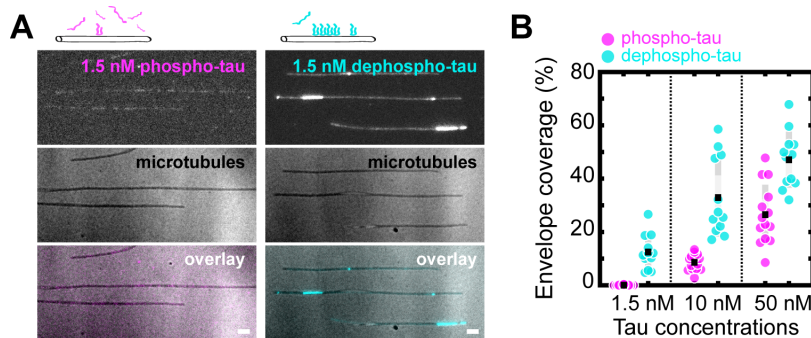 A
1.5 nM phospho-tau
1.5 nM dephospho-tau
microtubules
microtubules
overlay
overlay
B
phospho-tau
dephospho-tau
Envelope coverage (%)
80
60
40
20
0
1.5 nM 10 nM 50 nM
Tau concentrations